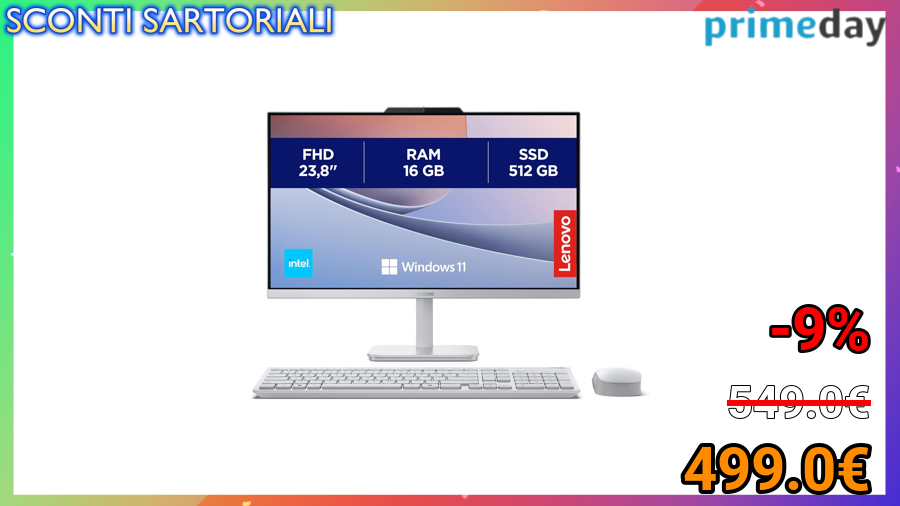 SCONTI SARTORIALI
primeday
FHD
23,8"
RAM
16 GB
SSD
512 GB
Lenovo
intel
Windows 11
-9%
549.0€
499.0€